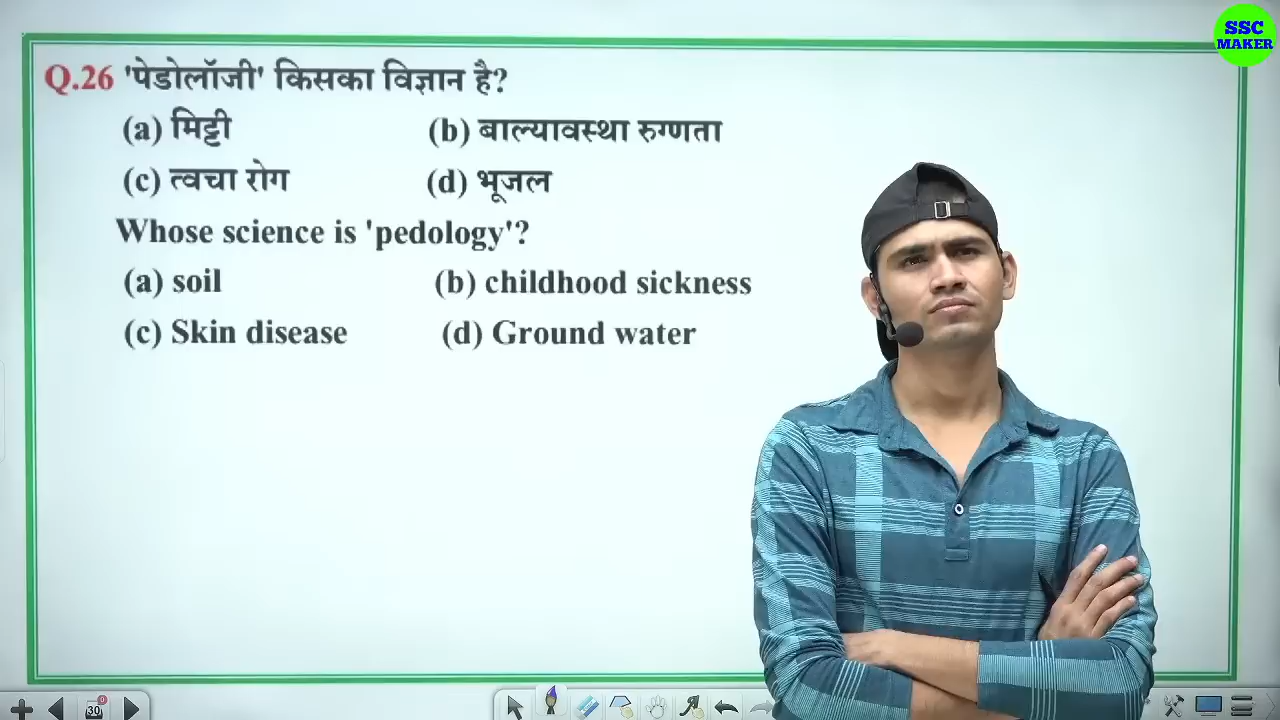 SSC
MAKER
Q.26 'पेडोलॉजी' किसका विज्ञान है?
(a) मिट्टी (b) बाल्यावस्था रुग्णता
(c) त्वचा रोग (d) भूजल
Whose science is 'pedology'?
(a) soil (b) childhood sickness
(c) Skin disease (d) Ground water
30
0